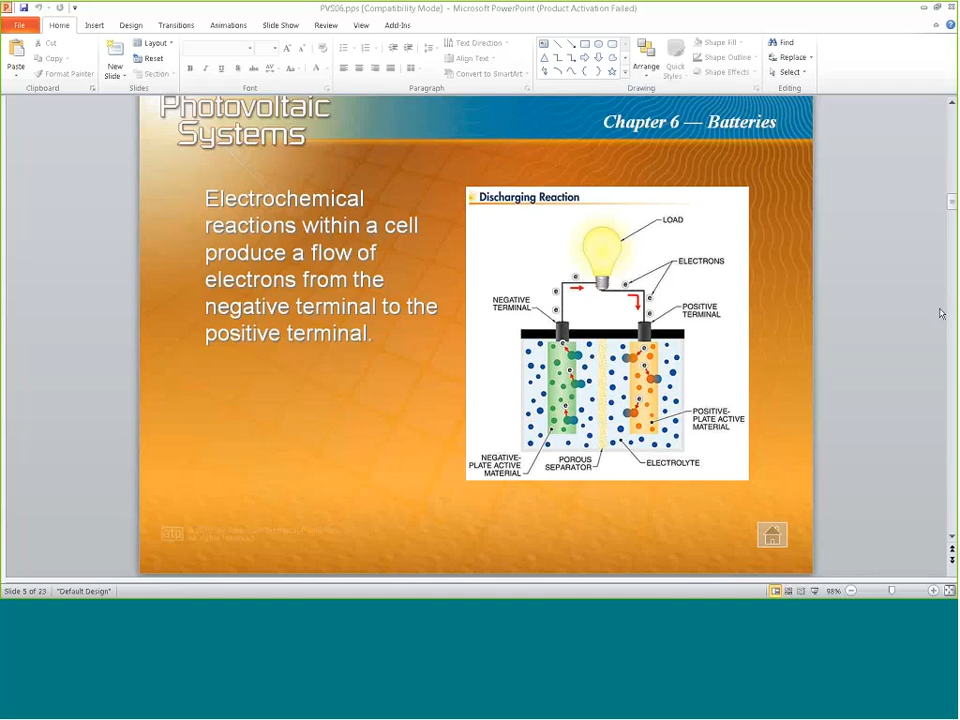 PVS06.pps [Compatibility Mode] - Microsoft PowerPoint (Product Activation Failed)
File Home Insert Design Transitions Animations Slide Show Review View Add-Ins
Paste
Cut
Copy
Format Painter
Clipboard
New
Slide
Layout
Reset
Section
Slides
B I U S abc AV Aa A
Font
Text Direction
Align Text
Convert to SmartArt
Paragraph
Arrange
Quick
Styles
Shape Fill
Shape Outline
Shape Effects
Drawing
Find
Replace
Select
Editing
Photovoltaic
Systems
Chapter 6 — Batteries
Electrochemical
reactions within a cell
produce a flow of
electrons from the
negative terminal to the
positive terminal.
Discharging Reaction
LOAD
ELECTRONS
NEGATIVE
TERMINAL
POSITIVE
TERMINAL
POSITIVE-
PLATE ACTIVE
MATERIAL
NEGATIVE-
PLATE ACTIVE
MATERIAL
POROUS
SEPARATOR
ELECTROLYTE
atp
Slide 5 of 23 "Default Design" 98%